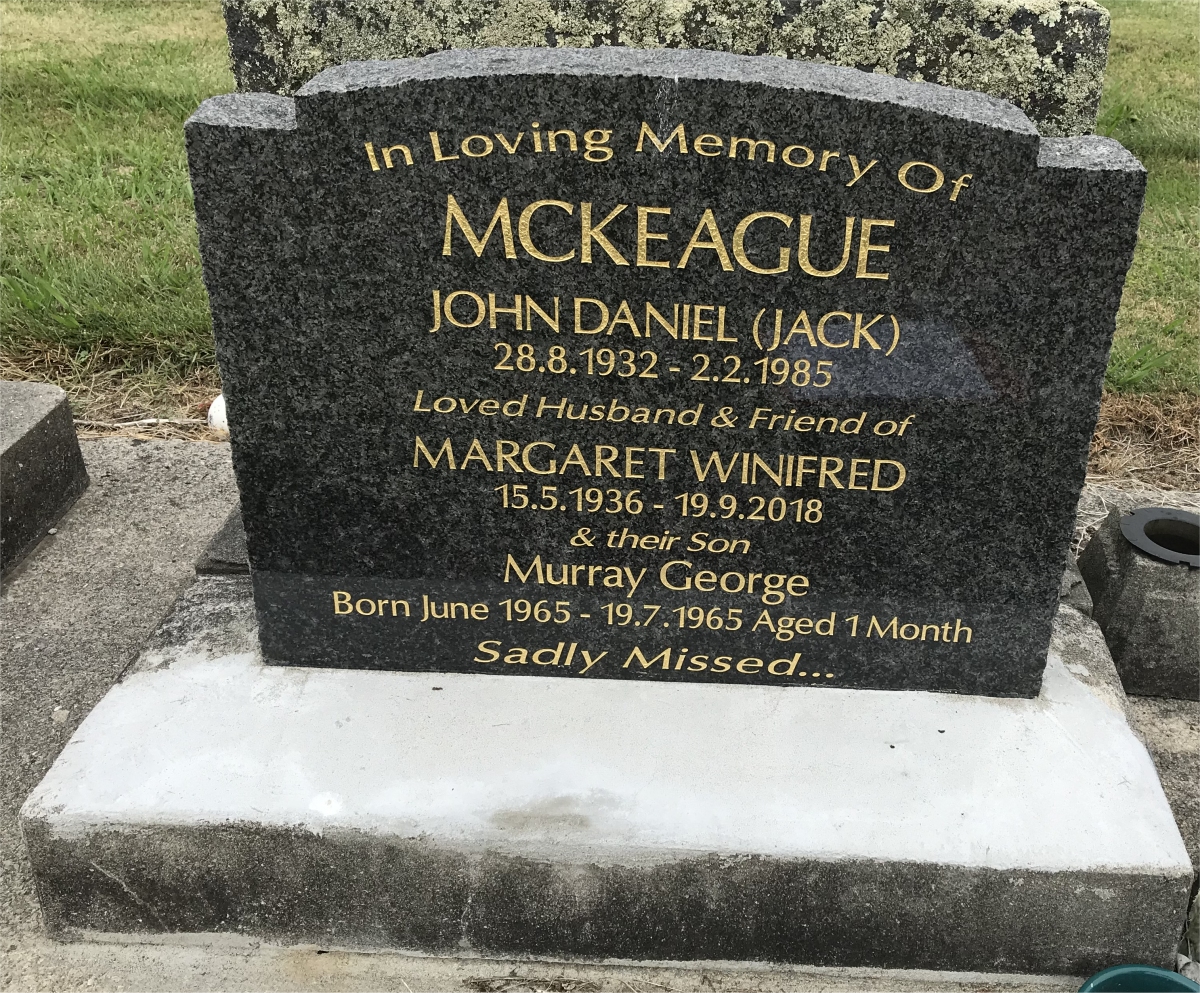 In Loving Memory Of
MCKEAGUE
JOHN DANIEL (JACK)
28.8.1932 - 2.2.1985
Loved Husband & Friend of
MARGARET WINIFRED
15.5.1936 - 19.9.2018
& their Son
Murray George
Born June 1965 - 19.7.1965 Aged 1 Month
Sadly Missed...